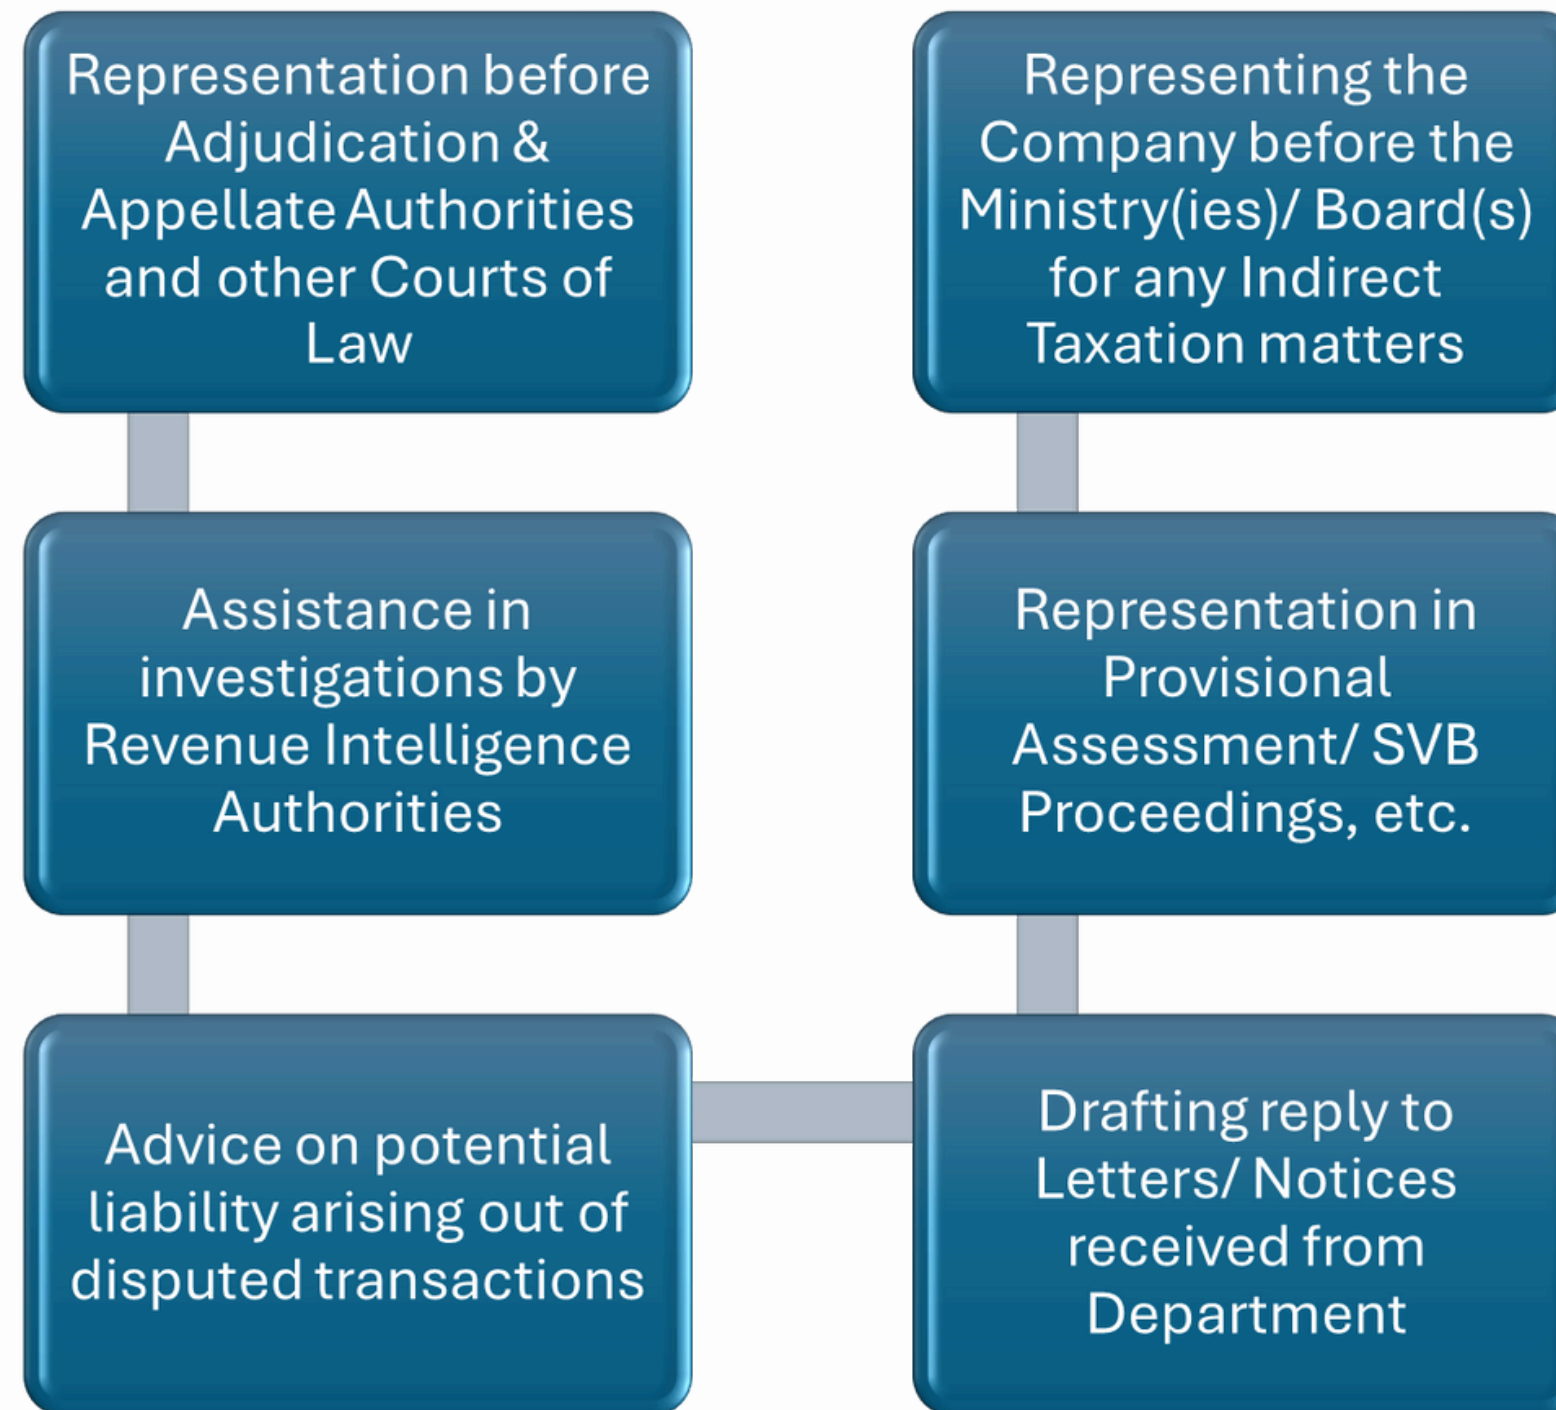 Representation before
Adjudication &
Appellate Authorities
and other Courts of
Law
Assistance in
investigations by
Revenue Intelligence
Authorities
Advice on potential
liability arising out of
disputed transactions
Drafting reply to
Letters/ Notices
received from
Department
Representation in
Provisional
Assessment/ SVB
Proceedings, etc.
Representing the
Company before the
Ministry(ies)/ Board(s)
for any Indirect
Taxation matters